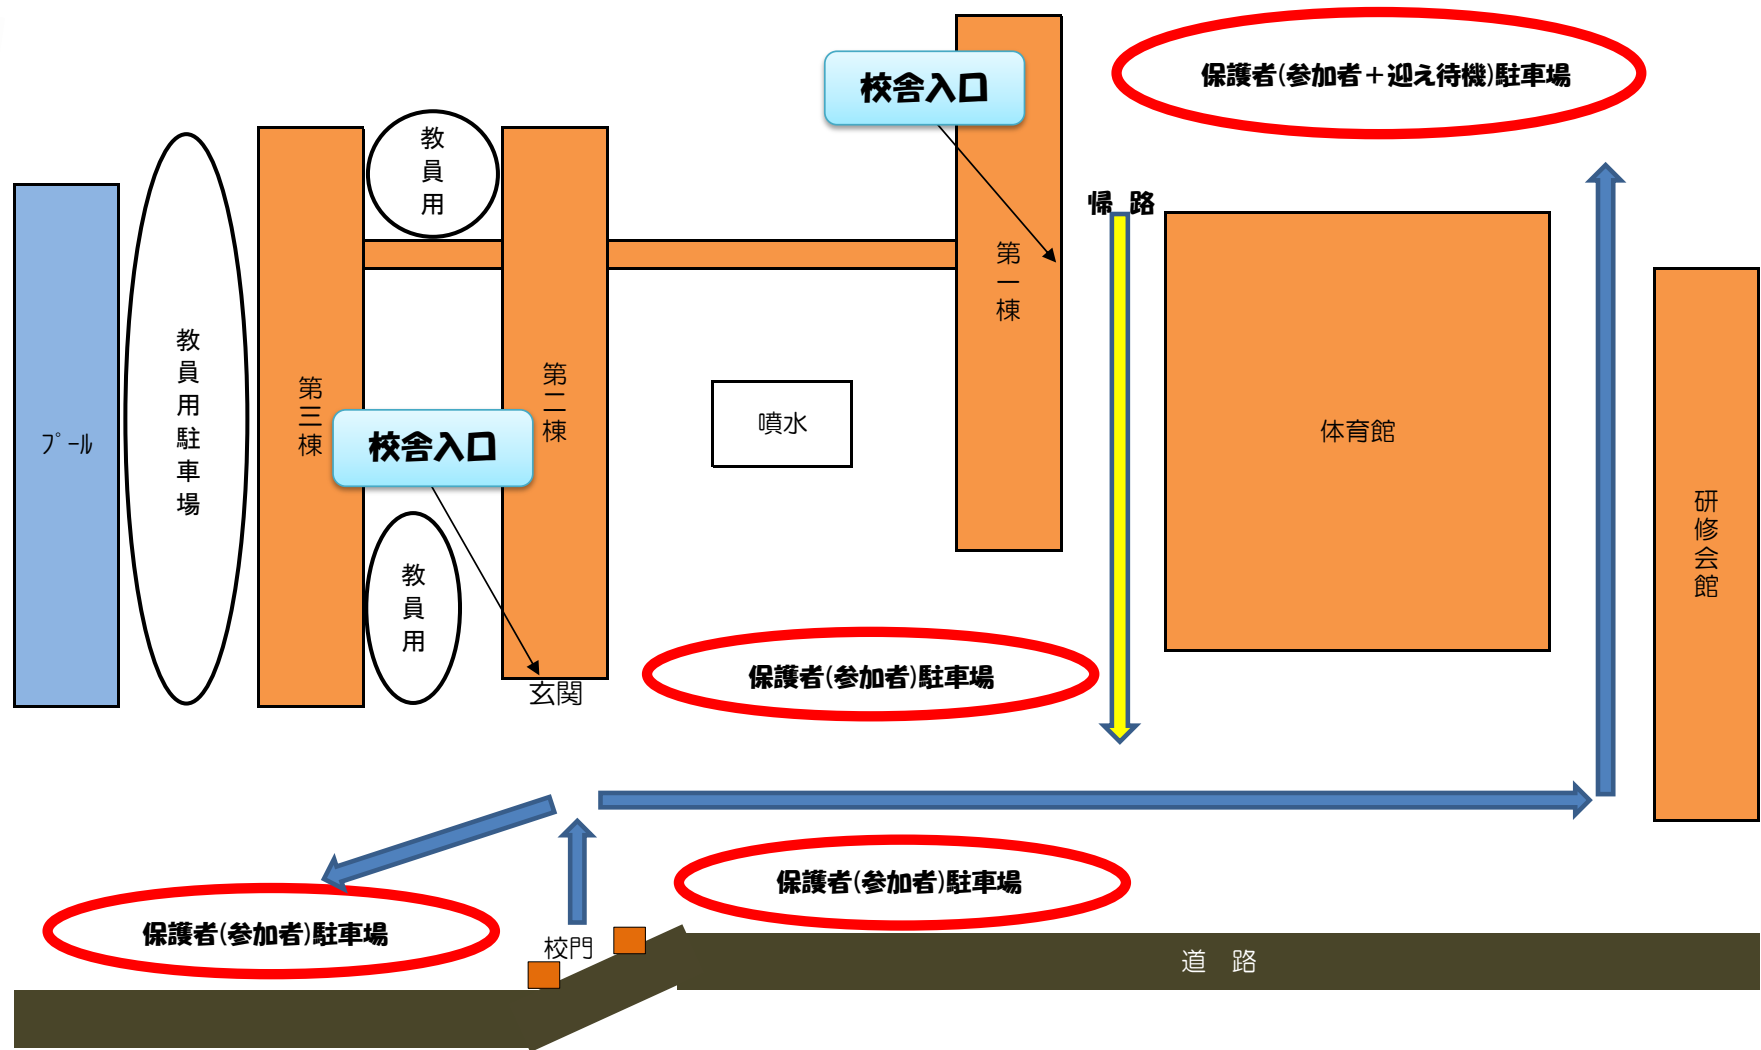 保護者(参加者＋迎え待機)駐車場
校舎入口
教員用
帰 路
第一棟
教員用駐車場
第三棟
第二棟
噴水
体育館
ﾌﾟｰﾙ
校舎入口
研修会館
教員用
保護者(参加者)駐車場
玄関
保護者(参加者)駐車場
保護者(参加者)駐車場
校門
道　路